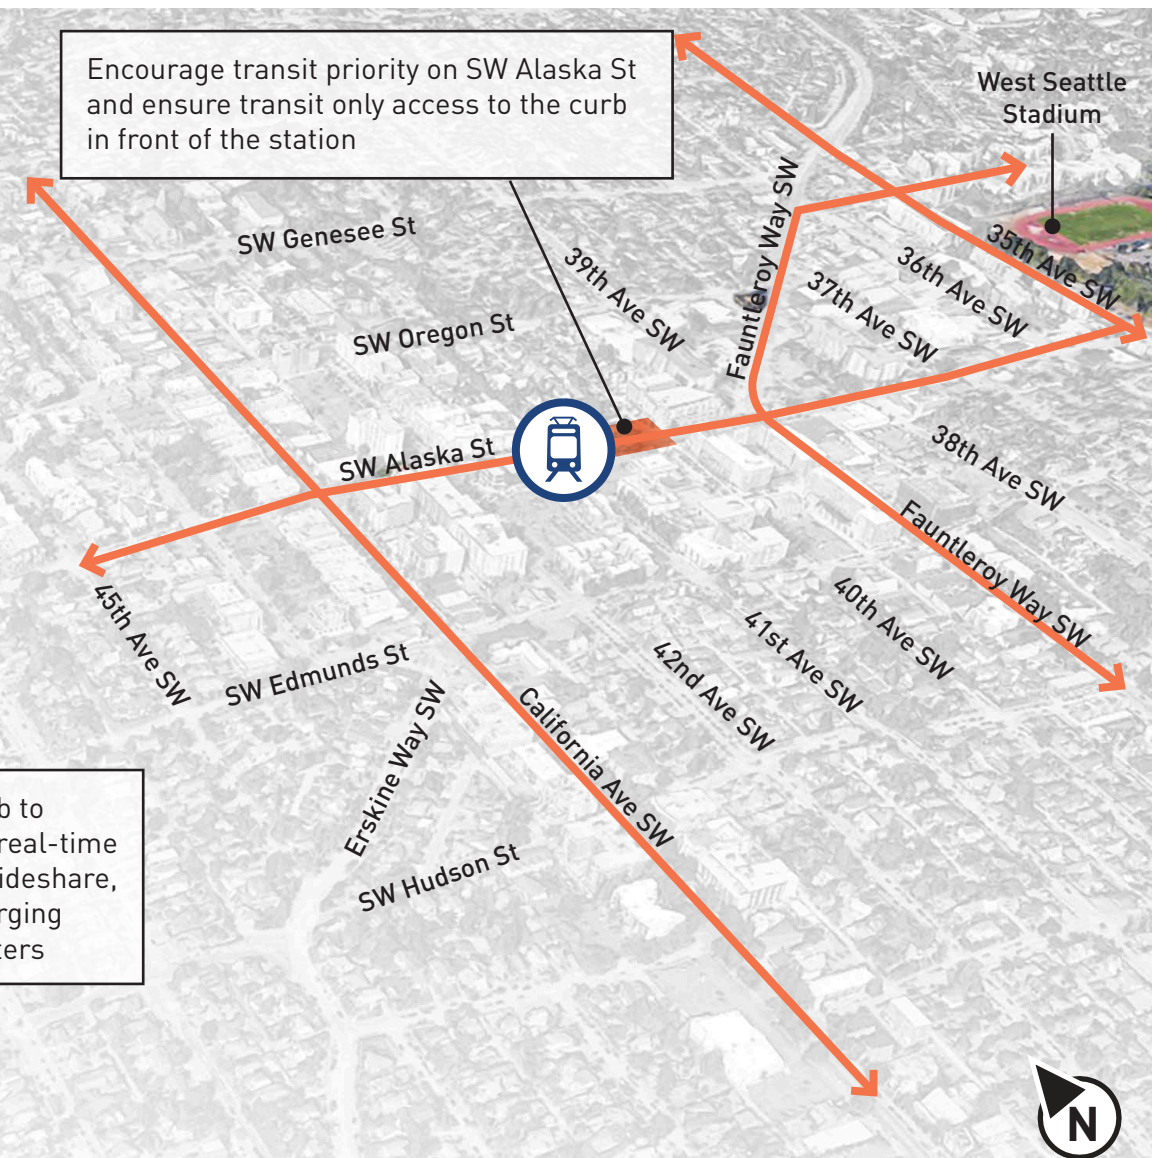 Encourage transit priority on SW Alaska St
and ensure transit only access to the curb
in front of the station
West Seattle
Stadium
SW Genesee St
39th Ave SW
Fauntleroy Way SW
35th Ave SW
36th Ave SW
37th Ave SW
SW Oregon St
SW Alaska St
38th Ave SW
Fauntleroy Way SW
40th Ave SW
41st Ave SW
42nd Ave SW
45th Ave SW
SW Edmunds St
Erskine Way SW
California Ave SW
SW Hudson St
b to
real-time
ideshare,
rging
ters
N